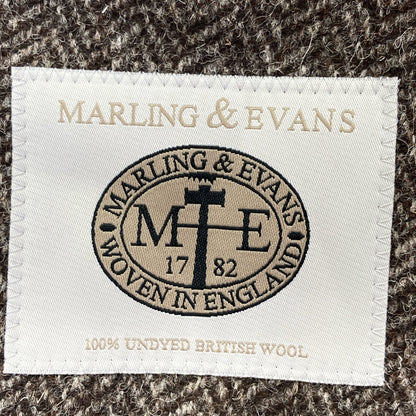 MARLING & EVANS
MARLING & EVANS
M E
17 82
WOVEN IN ENGLAND
100% UNDYED BRITISH WOOL